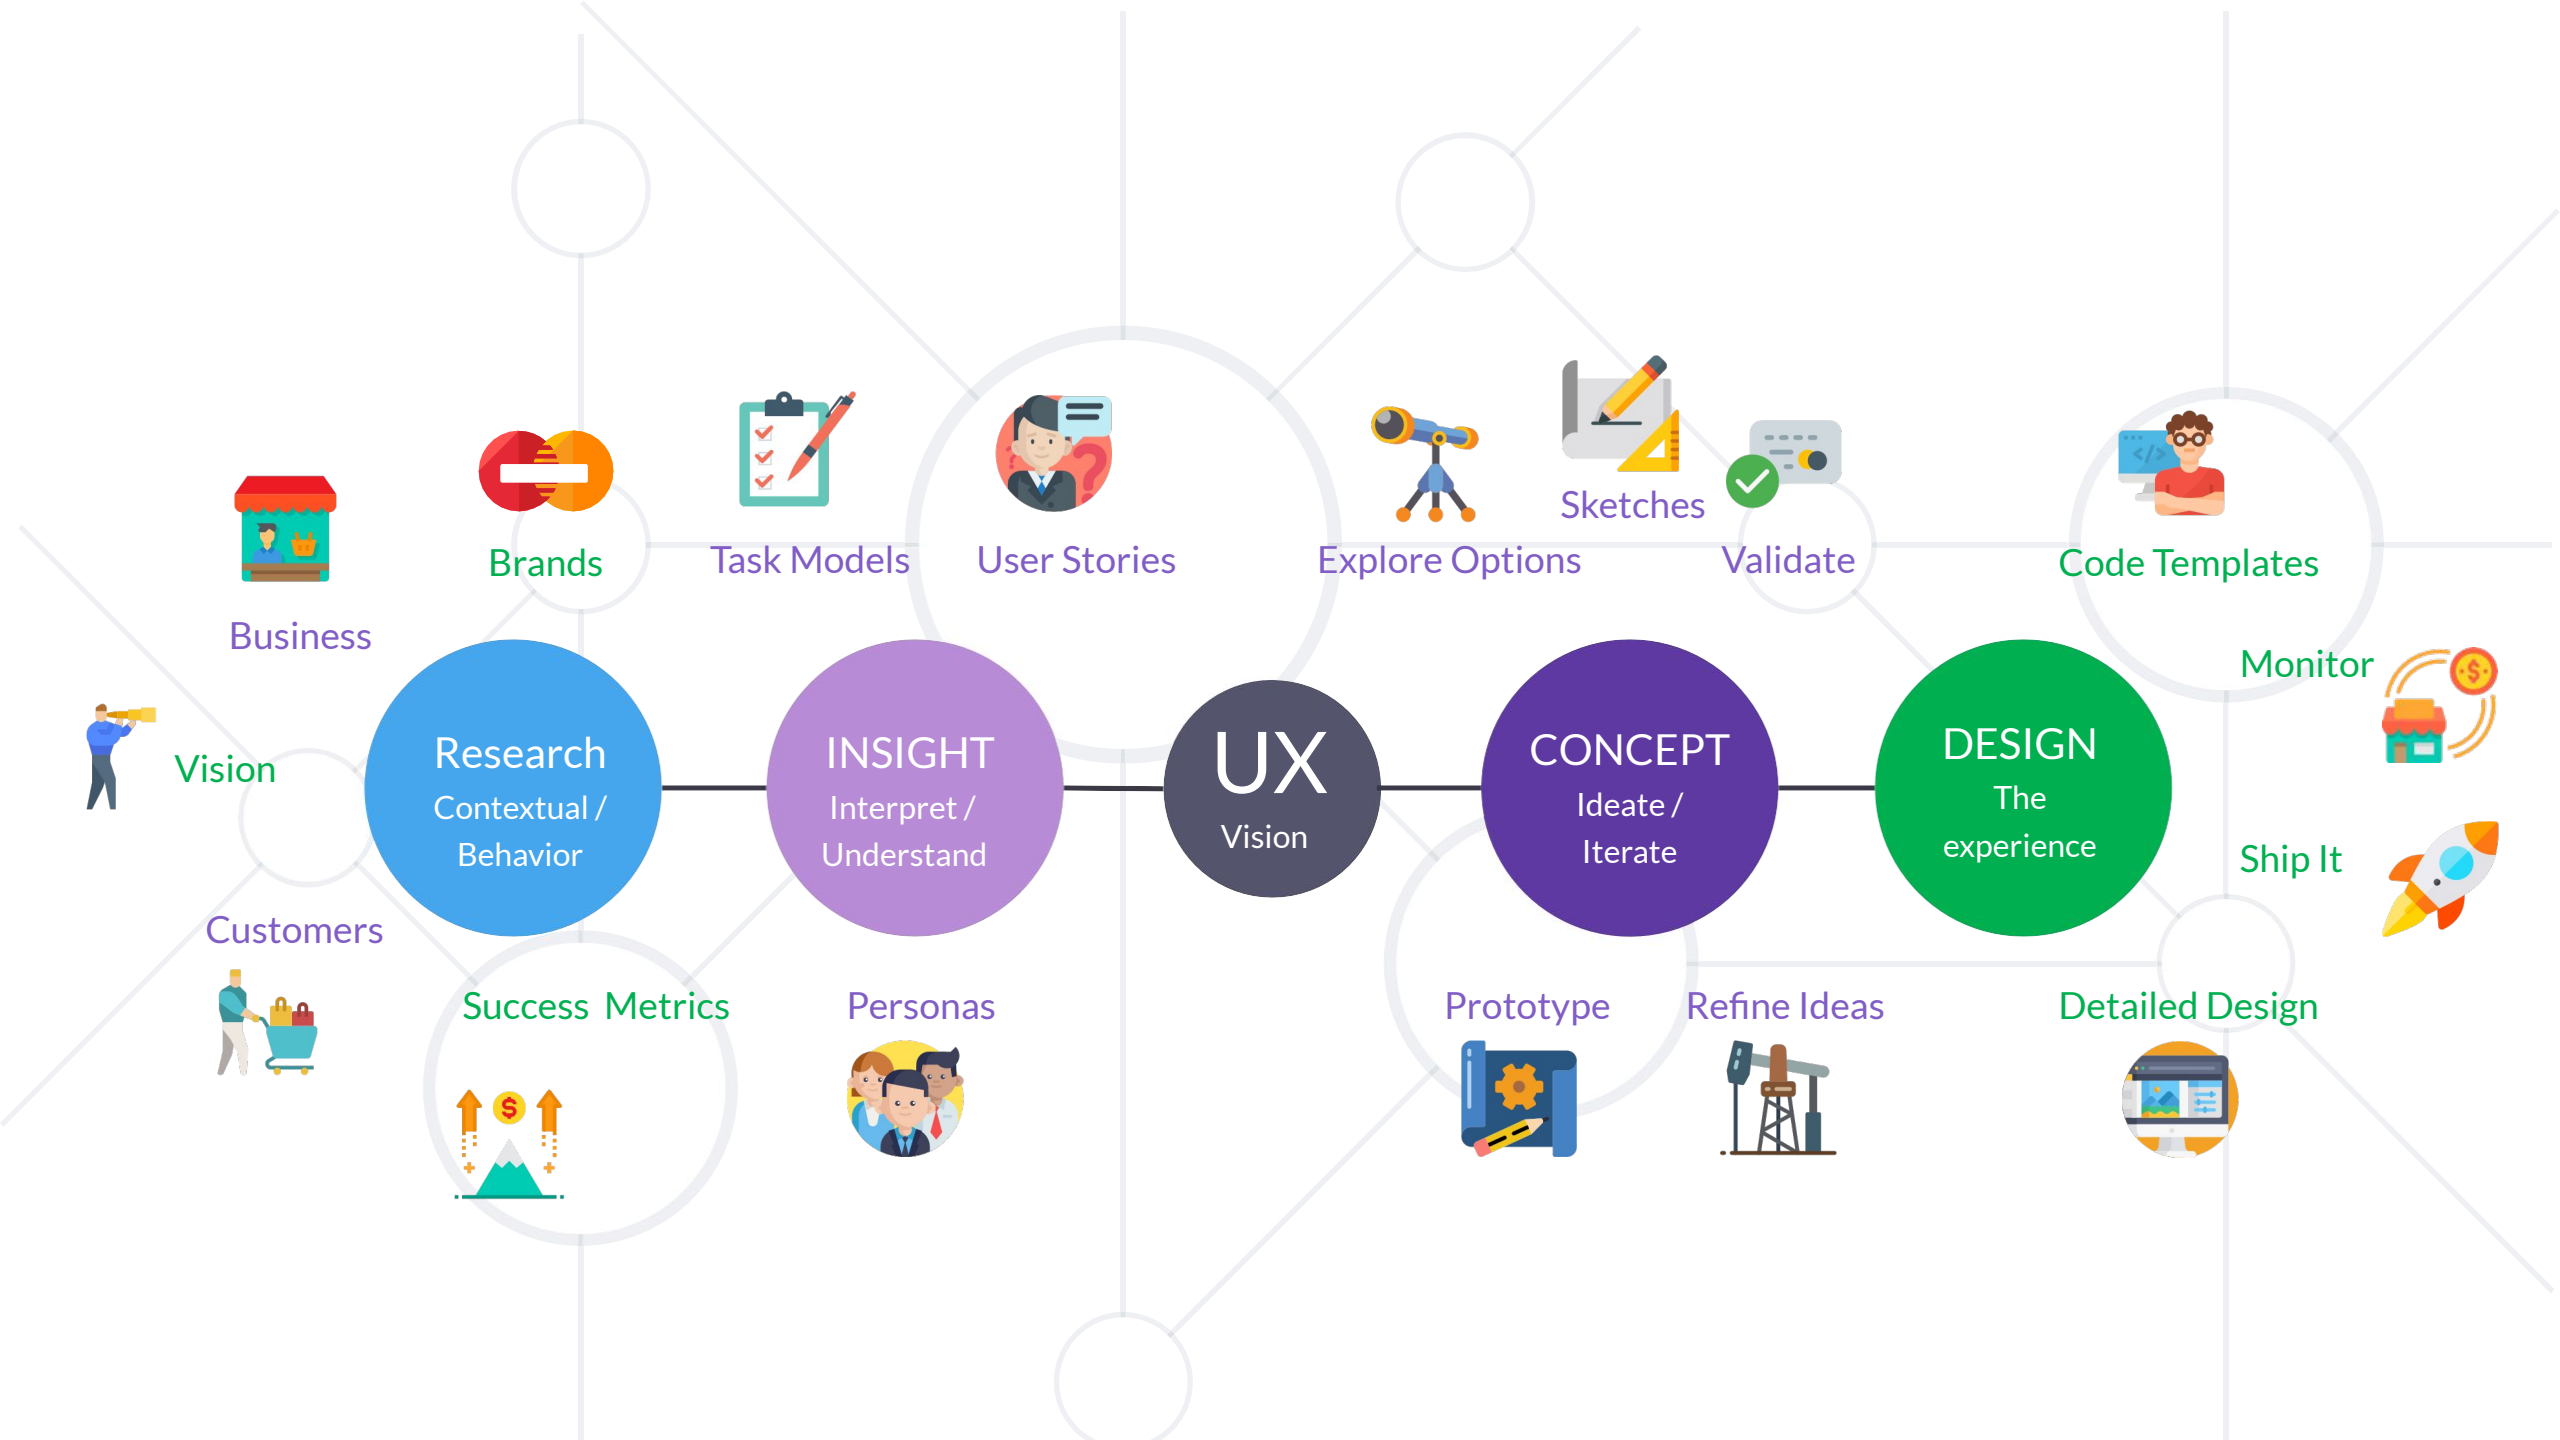 Sketches
Brands
Task Models
User Stories
Explore Options
Validate
Code Templates
Business
Monitor
Vision
Research
Contextual /
Behavior
INSIGHT
Interpret /
Understand
UX
Vision
CONCEPT
Ideate /
Iterate
DESIGN
The
experience
Ship It
Customers
Success  Metrics
Personas
Prototype
Refine Ideas
Detailed Design